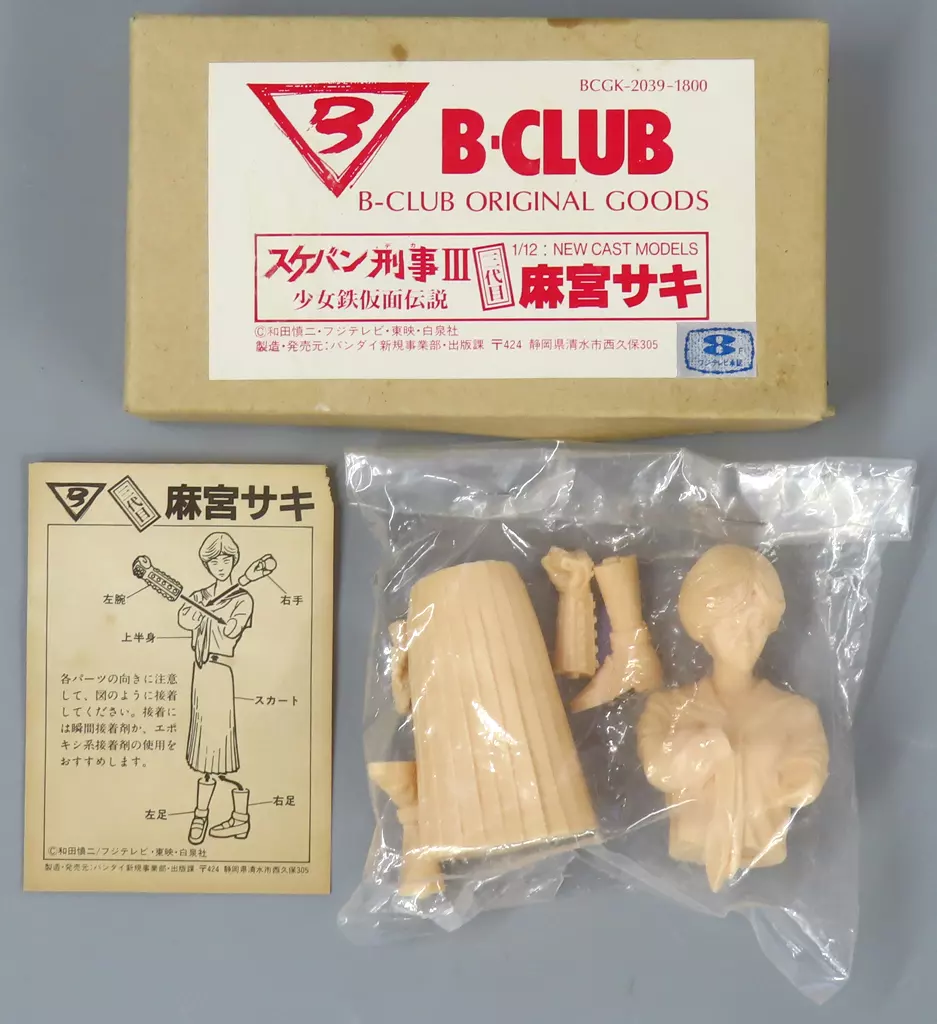 BCGK-2039-1800
B
B·CLUB
B-CLUB ORIGINAL GOODS
スケバン刑事III
デカ
少女鉄仮面伝説
三代目
1/12 : NEW CAST MODELS
麻宮サキ
©和田慎二・フジテレビ・東映・白泉社
製造・発売元:バンダイ新規事業部・出版課 〒424 静岡県清水市西久保305
8
フジテレビ承認
B
三代目
麻宮サキ
左腕
右手
上半身
スカート
各パーツの向きに注意
して、図のように接着
してください。接着に
は瞬間接着剤か、エポ
キシ系接着剤の使用を
おすすめします。
左足
右足
©和田慎二/フジテレビ・東映・白泉社
製造・発売元:バンダイ新規事業部・出版課 〒424 静岡県清水市西久保305